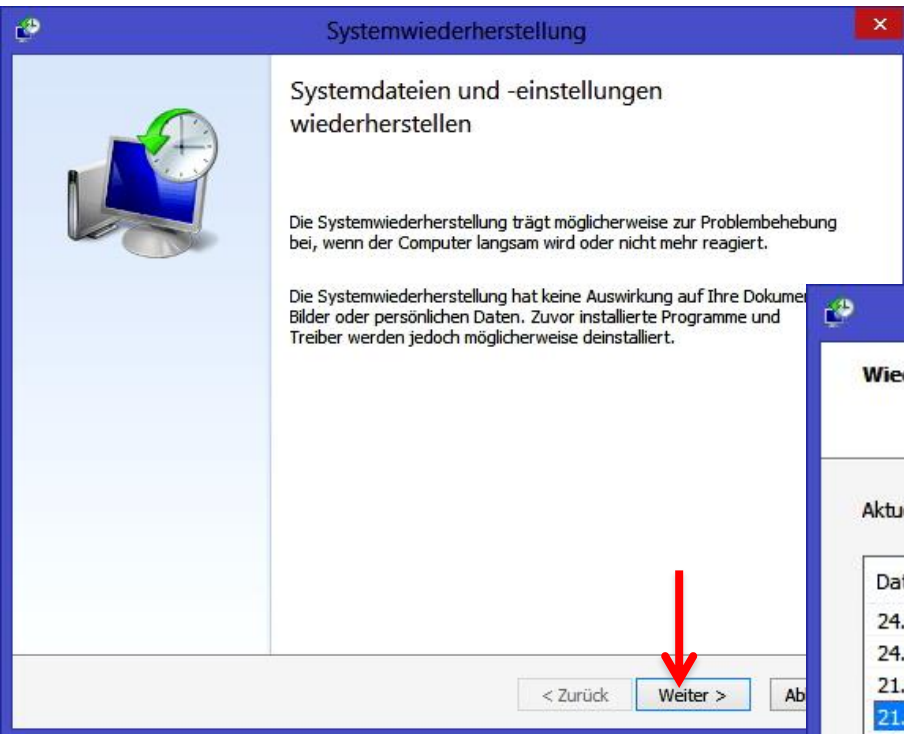 Systemwiederherstellung
Systemdateien und -einstellungen
wiederherstellen
Die Systemwiederherstellung trägt möglicherweise zur Problembehebung
bei, wenn der Computer langsam wird oder nicht mehr reagiert.
Die Systemwiederherstellung hat keine Auswirkung auf Ihre
Bilder oder persönlichen Daten. Zuvor installierte Programme und
Treiber werden jedoch möglicherweise deinstalliert.
< Zurück
Weiter >
24.
24.
21.
21.